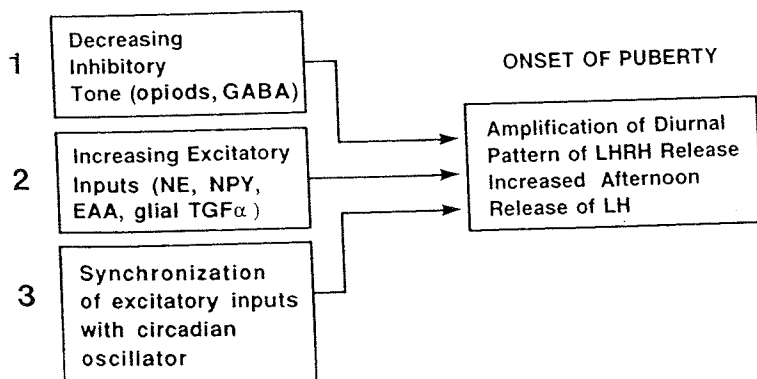 1
Decreasing
Inhibitory
Tone (opiods, GABA)
2
Increasing Excitatory
Inputs (NE, NPY,
EAA, glial TGFα)
3
Synchronization
of excitatory inputs
with circadian
oscillator
ONSET OF PUBERTY
Amplification of Diurnal
Pattern of LHRH Release
Increased Afternoon
Release of LH